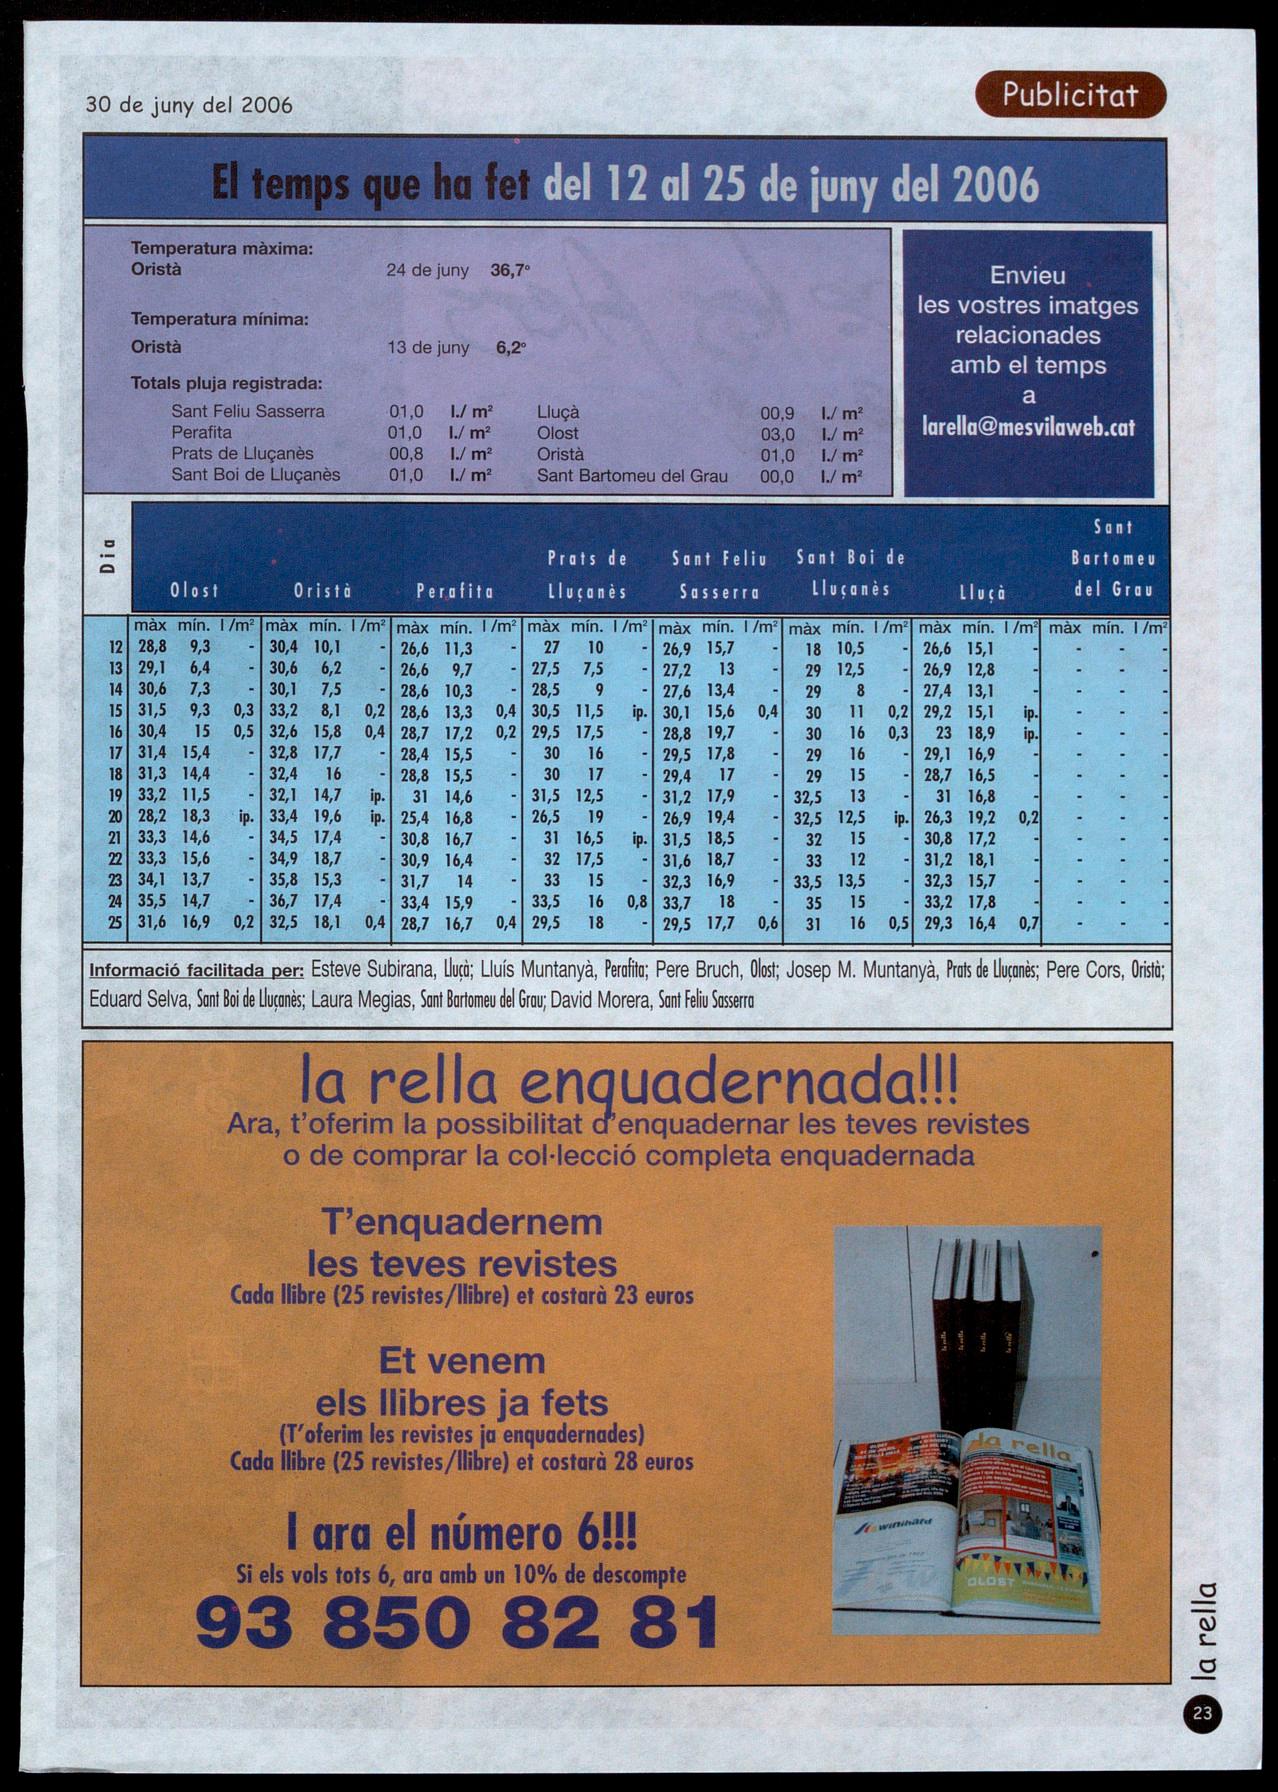 30 de juny del 2006
Publicitat
El temps que ha fet del 12 al 25 de juny del 2006
Temperatura màxima:
Oristà 24 de juny 36,7º
Temperatura mínima:
Oristà 13 de juny 6,2º
Totals pluja registrada:
Sant Feliu Sasserra 01,0 l./ m² Lluçà 00,9 l./ m²
Perafita 01,0 l./ m² Olost 03,0 l./ m²
Prats de Lluçanès 00,8 l./ m² Oristà 01,0 l./ m²
Sant Boi de Lluçanès 01,0 l./ m² Sant Bartomeu del Grau 00,0 l./ m²
Envieu
les vostres imatges
relacionades
amb el temps
a
larella@mesvilaweb.cat
Dia
Olost
Oristà
Perafita
Prats de
Lluçanès
Sant Feliu
Sasserra
Sant Boi de
Lluçanès
Lluçà
Sant
Bartomeu
del Grau
màx mín. l /m² màx mín. l /m² màx mín. l /m² màx mín. l /m² màx mín. l /m² màx mín. l /m² màx mín. l /m² màx mín. l /m²
12 28,8 9,3 - 30,4 10,1 - 26,6 11,3 - 27 10 - 26,9 15,7 - 18 10,5 - 26,6 15,1 - - - -
13 29,1 6,4 - 30,6 6,2 - 26,6 9,7 - 27,5 7,5 - 27,2 13 - 29 12,5 - 26,9 12,8 - - - -
14 30,6 7,3 - 30,1 7,5 - 28,6 10,3 - 28,5 9 - 27,6 13,4 - 29 8 - 27,4 13,1 - - - -
15 31,5 9,3 0,3 33,2 8,1 0,2 28,6 13,3 0,4 30,5 11,5 ip. 30,1 15,6 0,4 30 11 0,2 29,2 15,1 ip. - - -
16 30,4 15 0,5 32,6 15,8 0,4 28,7 17,2 0,2 29,5 17,5 - 28,8 19,7 - 30 16 0,3 23 18,9 ip. - - -
17 31,4 15,4 - 32,8 17,7 - 28,4 15,5 - 30 16 - 29,5 17,8 - 29 16 - 29,1 16,9 - - - -
18 31,3 14,4 - 32,4 16 - 28,8 15,5 - 30 17 - 29,4 17 - 29 15 - 28,7 16,5 - - - -
19 33,2 11,5 - 32,1 14,7 ip. 31 14,6 - 31,5 12,5 - 31,2 17,9 - 32,5 13 - 31 16,8 - - - -
20 28,2 18,3 ip. 33,4 19,6 ip. 25,4 16,8 - 26,5 19 - 26,9 19,4 - 32,5 12,5 ip. 26,3 19,2 0,2 - - -
21 33,3 14,6 - 34,5 17,4 - 30,8 16,7 - 31 16,5 ip. 31,5 18,5 - 32 15 - 30,8 17,2 - - - -
22 33,3 15,6 - 34,9 18,7 - 30,9 16,4 - 32 17,5 - 31,6 18,7 - 33 12 - 31,2 18,1 - - - -
23 34,1 13,7 - 35,8 15,3 - 31,7 14 - 33 15 - 32,3 16,9 - 33,5 13,5 - 32,3 15,7 - - - -
24 35,5 14,7 - 36,7 17,4 - 33,4 15,9 - 33,5 16 0,8 33,7 18 - 35 15 - 33,2 17,8 - - - -
25 31,6 16,9 0,2 32,5 18,1 0,4 28,7 16,7 0,4 29,5 18 - 29,5 17,7 0,6 31 16 0,5 29,3 16,4 0,7 - - -
Informació facilitada per: Esteve Subirana, Lluçà; Lluís Muntanyà, Perafita; Pere Bruch, Olost; Josep M. Muntanyà, Prats de Lluçanès; Pere Cors, Oristà;
Eduard Selva, Sant Boi de Lluçanès; Laura Megias, Sant Bartomeu del Grau; David Morera, Sant Feliu Sasserra
la rella enquadernada!!!
Ara, t'oferim la possibilitat d'enquadernar les teves revistes
o de comprar la col·lecció completa enquadernada
T'enquadernem
les teves revistes
Cada llibre (25 revistes/llibre) et costarà 23 euros
Et venem
els llibres ja fets
(T'oferim les revistes ja enquadernades)
Cada llibre (25 revistes/llibre) et costarà 28 euros
I ara el número 6!!!
Si els vols tots 6, ara amb un 10% de descompte
93 850 82 81
la rella
la rella
la rella
la rella
la rella
OLOST
la rella
23